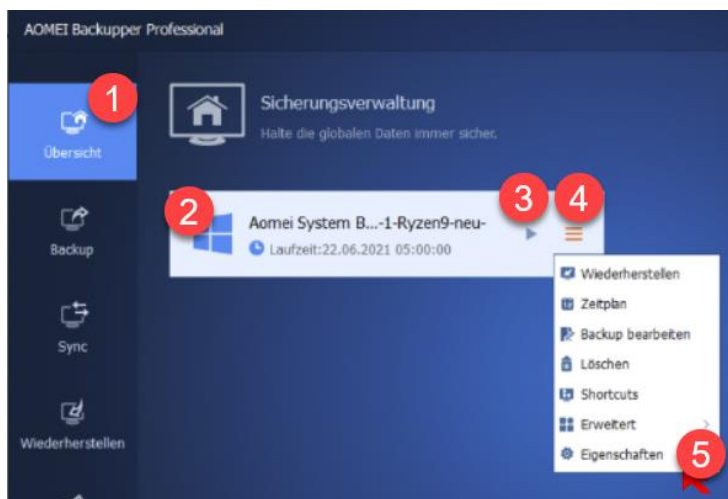 AOMEI Backupper Professional
1
Übersicht
Sicherungsverwaltung
Halte die globalen Daten immer sicher.
2
3
4
Aomei System B...-1-Ryzen9-neu-
Laufzeit:22.06.2021 05:00:00
Backup
Sync
Wiederherstellen
Wiederherstellen
Zeitplan
Backup bearbeiten
Löschen
Shortcuts
Erweitert
Eigenschaften
5